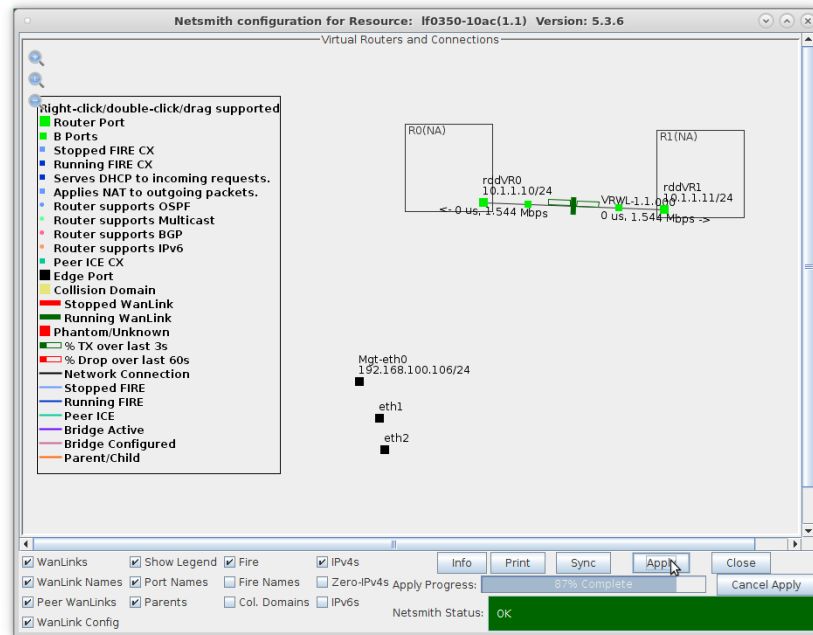 Netsmith configuration for Resource: lf0350-10ac(1.1) Version: 5.3.6
Virtual Routers and Connections
Right-click/double-click/drag supported
Router Port
B Ports
Stopped FIRE CX
Running FIRE CX
Serves DHCP to incoming requests.
Applies NAT to outgoing packets.
Router supports OSPF
Router supports Multicast
Router supports BGP
Router supports IPv6
Peer ICE CX
Edge Port
Collision Domain
Stopped WanLink
Running WanLink
Phantom/Unknown
% TX over last 3s
% Drop over last 60s
Network Connection
Stopped FIRE
Running FIRE
Peer ICE
Bridge Active
Bridge Configured
Parent/Child
R0(NA)
rddVR0
10.1.1.10/24
<- 0 us, 1.544 Mbps
R1(NA)
rddVR1
10.1.1.11/24
VRWL-1.1.000
0 us, 1.544 Mbps ->
Mgt-eth0
192.168.100.106/24
eth1
eth2
WanLinks Show Legend Fire IPv4s Info Print Sync Apply Close
WanLink Names Port Names Fire Names Zero-IPv4s Apply Progress: 87% Complete Cancel Apply
Peer WanLinks Parents Col. Domains IPv6s Netsmith Status: OK
WanLink Config